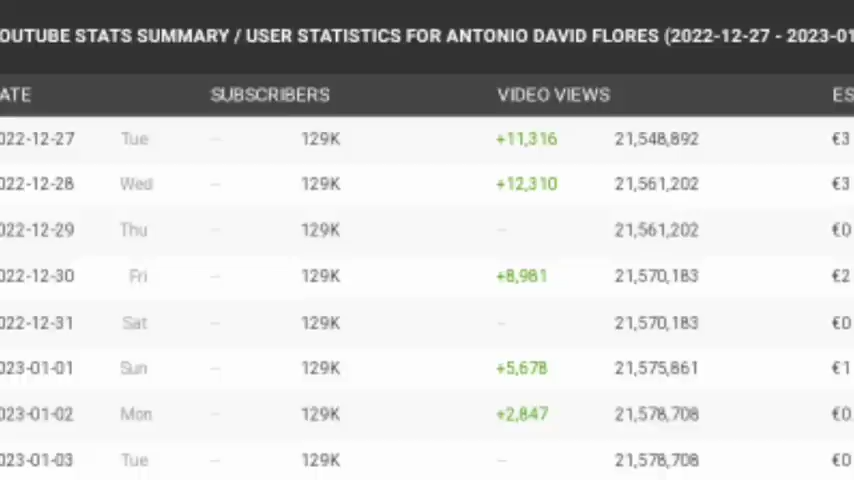 OUTUBE STATS SUMMARY / USER STATISTICS FOR ANTONIO DAVID FLORES (2022-12-27 - 2023-01
ATE SUBSCRIBERS VIDEO VIEWS ES
022-12-27 Tue -- 129K +11,316 21,548,892 €3
022-12-28 Wed -- 129K +12,310 21,561,202 €3
022-12-29 Thu -- 129K -- 21,561,202 €0
022-12-30 Fri -- 129K +8,981 21,570,183 €2
022-12-31 Sat -- 129K -- 21,570,183 €0
023-01-01 Sun -- 129K +5,678 21,575,861 €1
023-01-02 Mon -- 129K +2,847 21,578,708 €0
023-01-03 Tue -- 129K -- 21,578,708 €0